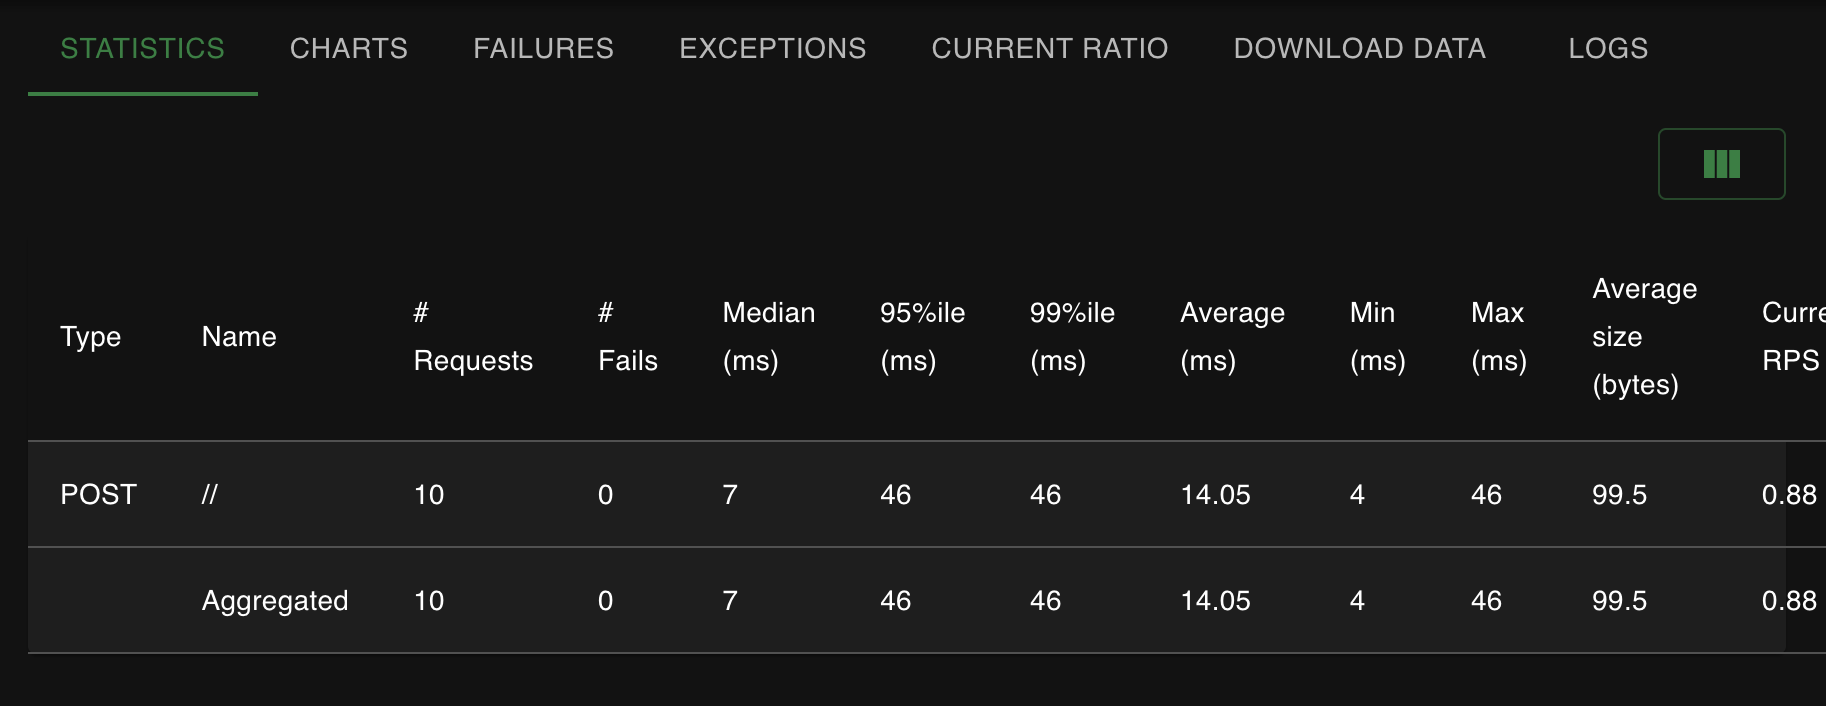 STATISTICS CHARTS FAILURES EXCEPTIONS CURRENT RATIO DOWNLOAD DATA LOGS
Type Name # Requests # Fails Median (ms) 95%ile (ms) 99%ile (ms) Average (ms) Min (ms) Max (ms) Average size (bytes) Curre RPS
POST // 10 0 7 46 46 14.05 4 46 99.5 0.88
Aggregated 10 0 7 46 46 14.05 4 46 99.5 0.88